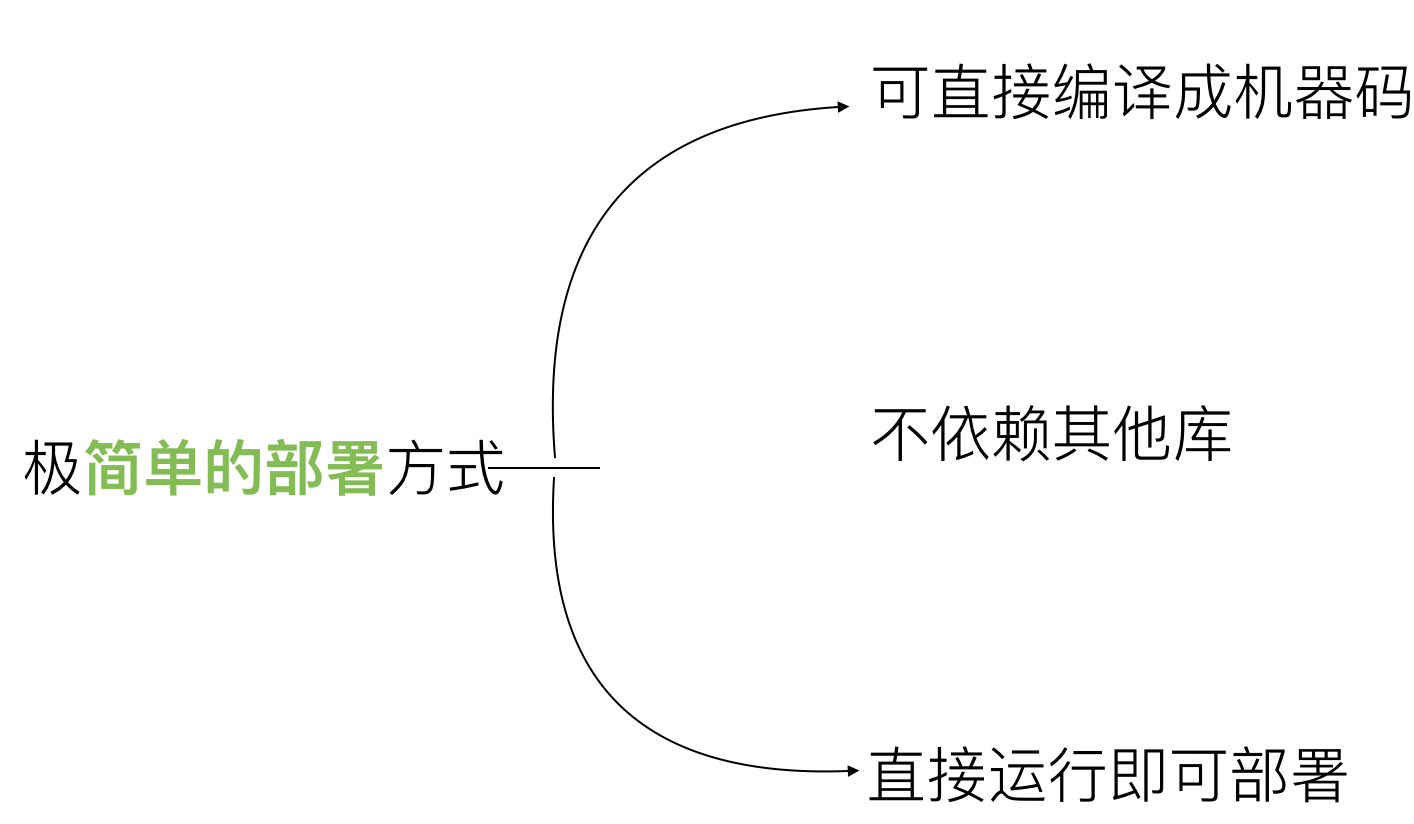 可直接编译成机器码
不依赖其他库
极简单的部署方式
直接运行即可部署